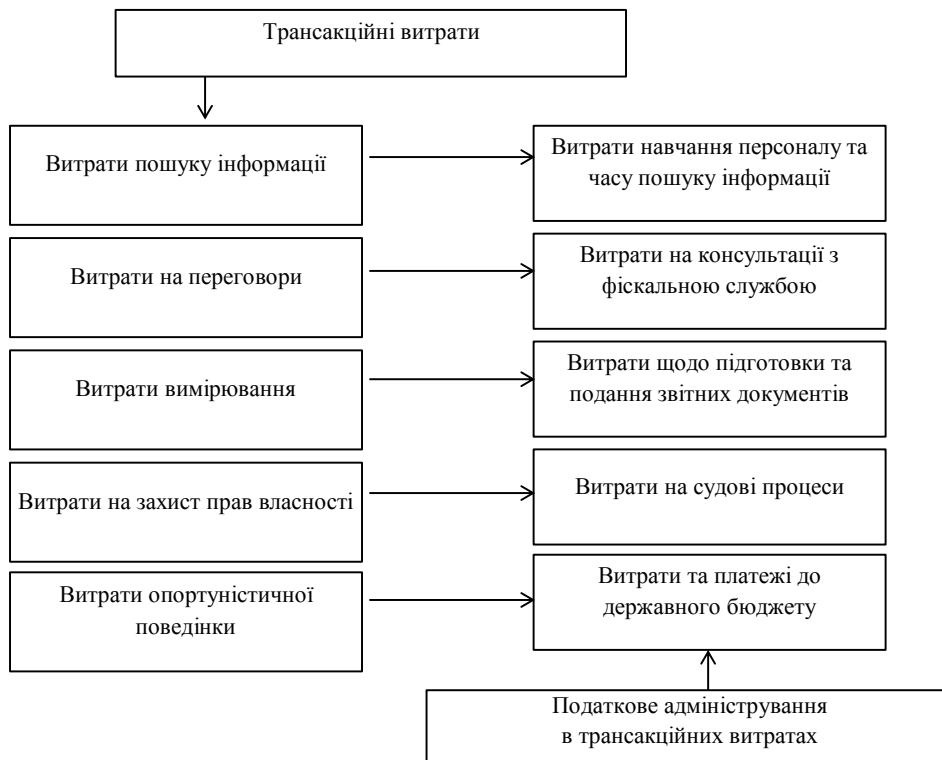 Трансакційні витрати
Витрати пошуку інформації
Витрати навчання персоналу та
часу пошуку інформації
Витрати на переговори
Витрати на консультації з
фіскальною службою
Витрати вимірювання
Витрати щодо підготовки та
подання звітних документів
Витрати на захист прав власності
Витрати на судові процеси
Витрати опортуністичної
поведінки
Витрати та платежі до
державного бюджету
Податкове адміністрування
в трансакційних витратах